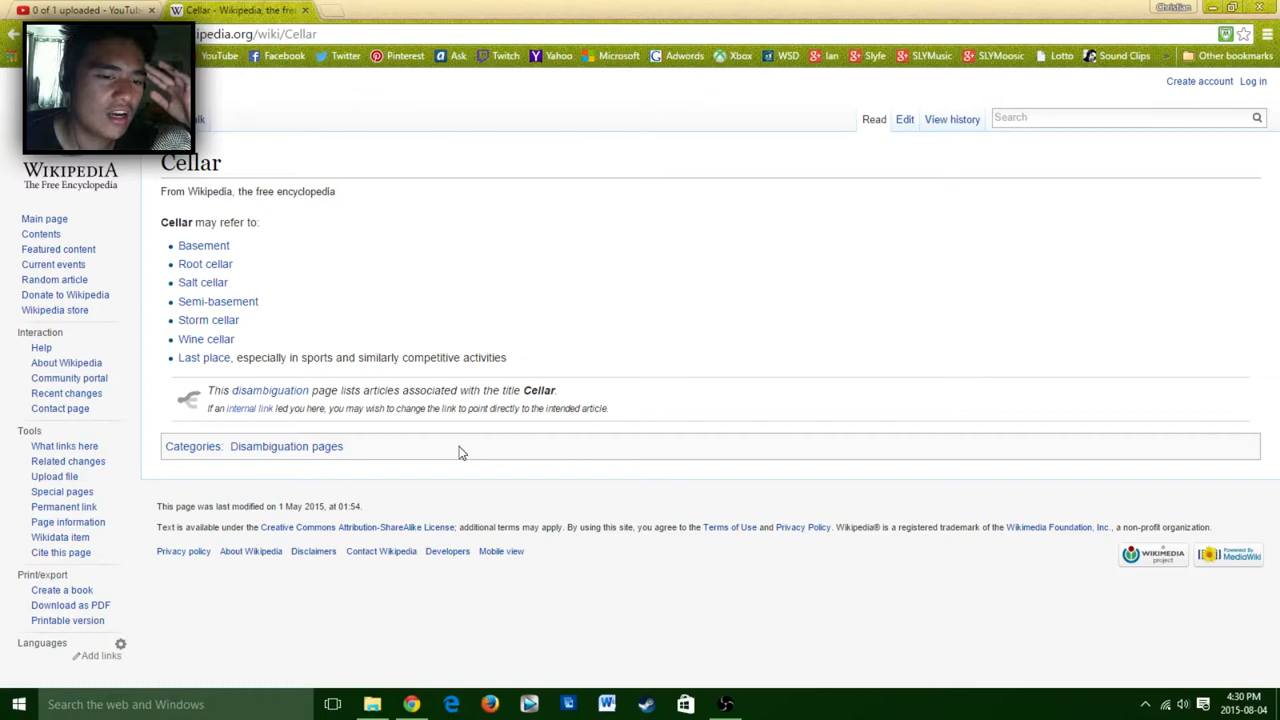 0 of 1 uploaded - YouTub
Cellar - Wikipedia, the fre
Christian
ipedia.org/wiki/Cellar
YouTube Facebook Twitter Pinterest Ask Twitch Yahoo Microsoft Adwords Xbox WSD Ian Slyfe SLYMusic SLYMoosic Lotto Sound Clips » Other bookmarks
Create account Log in
lk
Read Edit View history Search
WIKIPEDIA
The Free Encyclopedia
Main page
Contents
Featured content
Current events
Random article
Donate to Wikipedia
Wikipedia store
Interaction
Help
About Wikipedia
Community portal
Recent changes
Contact page
Tools
What links here
Related changes
Upload file
Special pages
Permanent link
Page information
Wikidata item
Cite this page
Print/export
Create a book
Download as PDF
Printable version
Languages
Add links
Cellar
From Wikipedia, the free encyclopedia
Cellar may refer to:
Basement
Root cellar
Salt cellar
Semi-basement
Storm cellar
Wine cellar
Last place, especially in sports and similarly competitive activities
This disambiguation page lists articles associated with the title Cellar.
If an internal link led you here, you may wish to change the link to point directly to the intended article.
Categories: Disambiguation pages
This page was last modified on 1 May 2015, at 01:54.
Text is available under the Creative Commons Attribution-ShareAlike License; additional terms may apply. By using this site, you agree to the Terms of Use and Privacy Policy. Wikipedia® is a registered trademark of the Wikimedia Foundation, Inc., a non-profit organization.
Privacy policy About Wikipedia Disclaimers Contact Wikipedia Developers Mobile view
A WIKIMEDIA project
Powered By MediaWiki
Search the web and Windows
4:30 PM
2015-08-04